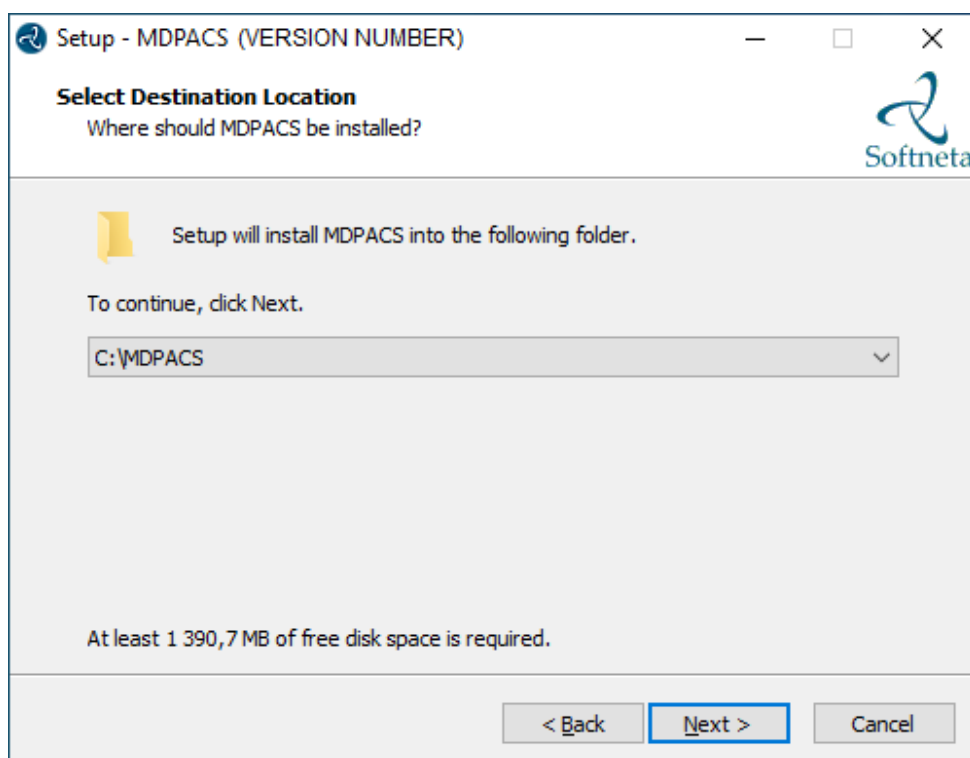 Setup - MDPACS (VERSION NUMBER)
Select Destination Location
Where should MDPACS be installed?
Softneta
Setup will install MDPACS into the following folder.
To continue, click Next.
C:\MDPACS
At least 1 390,7 MB of free disk space is required.
< Back
Next >
Cancel